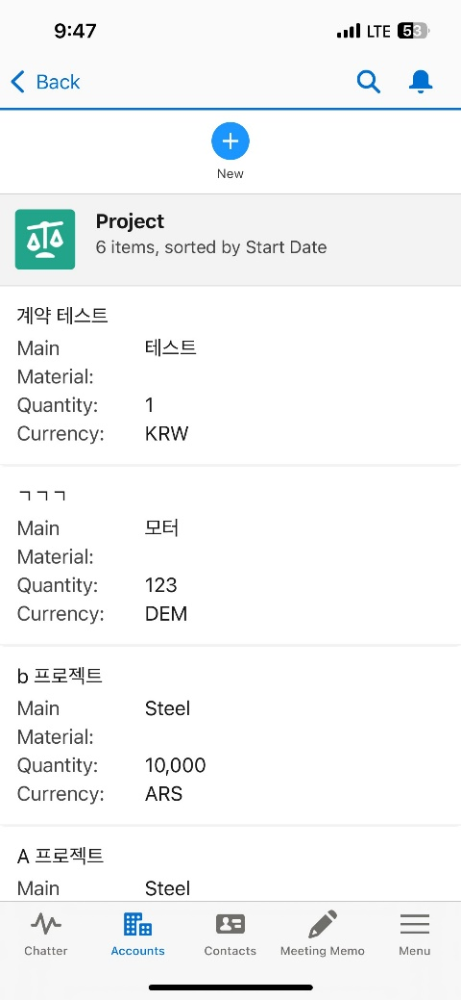 9:47
LTE 53
Back
New
Project
6 items, sorted by Start Date
계약 테스트
Main Material: 테스트
Quantity: 1
Currency: KRW
ㄱㄱㄱ
Main Material: 모터
Quantity: 123
Currency: DEM
b 프로젝트
Main Material: Steel
Quantity: 10,000
Currency: ARS
A 프로젝트
Main Steel
Chatter Accounts Contacts Meeting Memo Menu